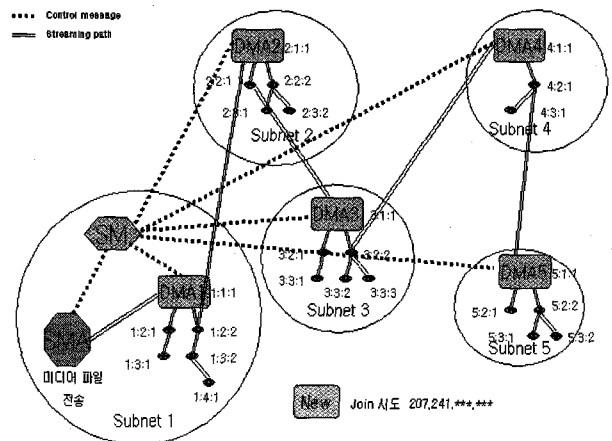 Control message
Streaming path
DMA2 2:1:1
2:2:1 2:2:2
2:3:1 2:3:2
Subnet 2
DMA4 4:1:1
4:2:1
4:3:1
Subnet 4
SM
DMA3 3:1:1
3:2:1 3:2:2
3:3:1 3:3:2 3:3:3
Subnet 3
DMA5 5:1:1
5:2:1 5:2:2
5:3:1 5:3:2
Subnet 5
DMA 1:1:1
SMA
1:2:1 1:2:2
1:3:1 1:3:2
1:4:1
미디어 파일
전송
Subnet 1
New Join 시도 207,241,***,***